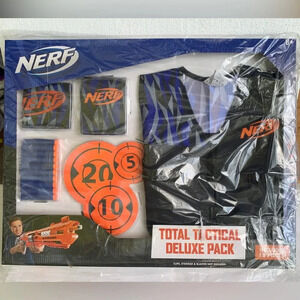 NERF
NERF
NERF
NERF
20
5
10
TOTAL TACTICAL
DELUXE PACK